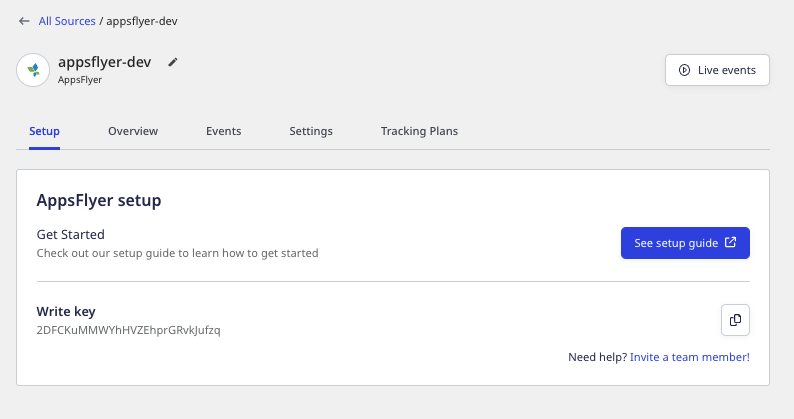 All Sources / appsflyer-dev
appsflyer-dev
AppsFlyer
Live events
Setup Overview Events Settings Tracking Plans
AppsFlyer setup
Get Started
Check out our setup guide to learn how to get started
See setup guide
Write key
2DFCKuMMWYhHVZEhprGRvkJufzq
Need help? Invite a team member!